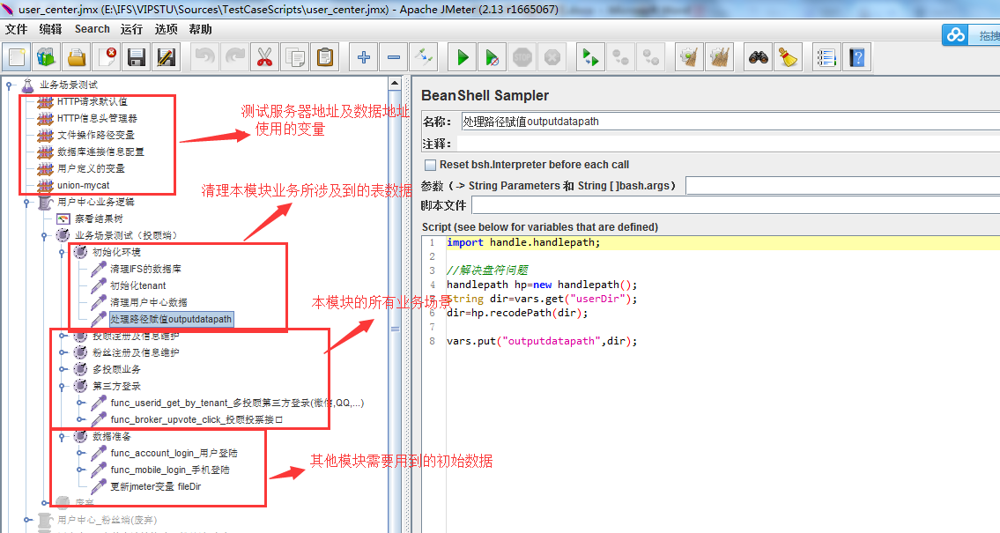 user_center.jmx (E:\IFS\VIPSTU\Sources\TestCaseScripts\user_center.jmx) - Apache JMeter (2.13 r1665067)
文件 编辑 Search 运行 选项 帮助
拖拽
业务场景测试
HTTP请求默认值
HTTP信息头管理器
文件操作路径变量
数据库连接信息配置
用户定义的变量
union-mycat
用户中心业务逻辑
察看结果树
业务场景测试（投顾端）
初始化环境
清理IFS的数据库
初始化tenant
清理用户中心数据
处理路径赋值outputdatapath
投顾注册及信息维护
粉丝注册及信息维护
多投顾业务
第三方登录
func_userid_get_by_tenant_多投顾第三方登录(微信,QQ,...)
func_broker_upvote_click_投顾投票接口
数据准备
func_account_login_用户登陆
func_mobile_login_手机登陆
更新jmeter变量 fileDir
废弃
用户中心_粉丝端(废弃)
测试服务器地址及数据地址
使用的变量
清理本模块业务所涉及到的表数据
本模块的所有业务场景
其他模块需要用到的初始数据
BeanShell Sampler
名称： 处理路径赋值outputdatapath
注释：
Reset bsh.Interpreter before each call
参数（-> String Parameters 和 String [ ]bash.args）
脚本文件
Script (see below for variables that are defined)
1 import handle.handlepath;
2
3 //解决盘符问题
4 handlepath hp=new handlepath();
String dir=vars.get("userDir");
6 dir=hp.recodePath(dir);
7
8 vars.put("outputdatapath",dir);